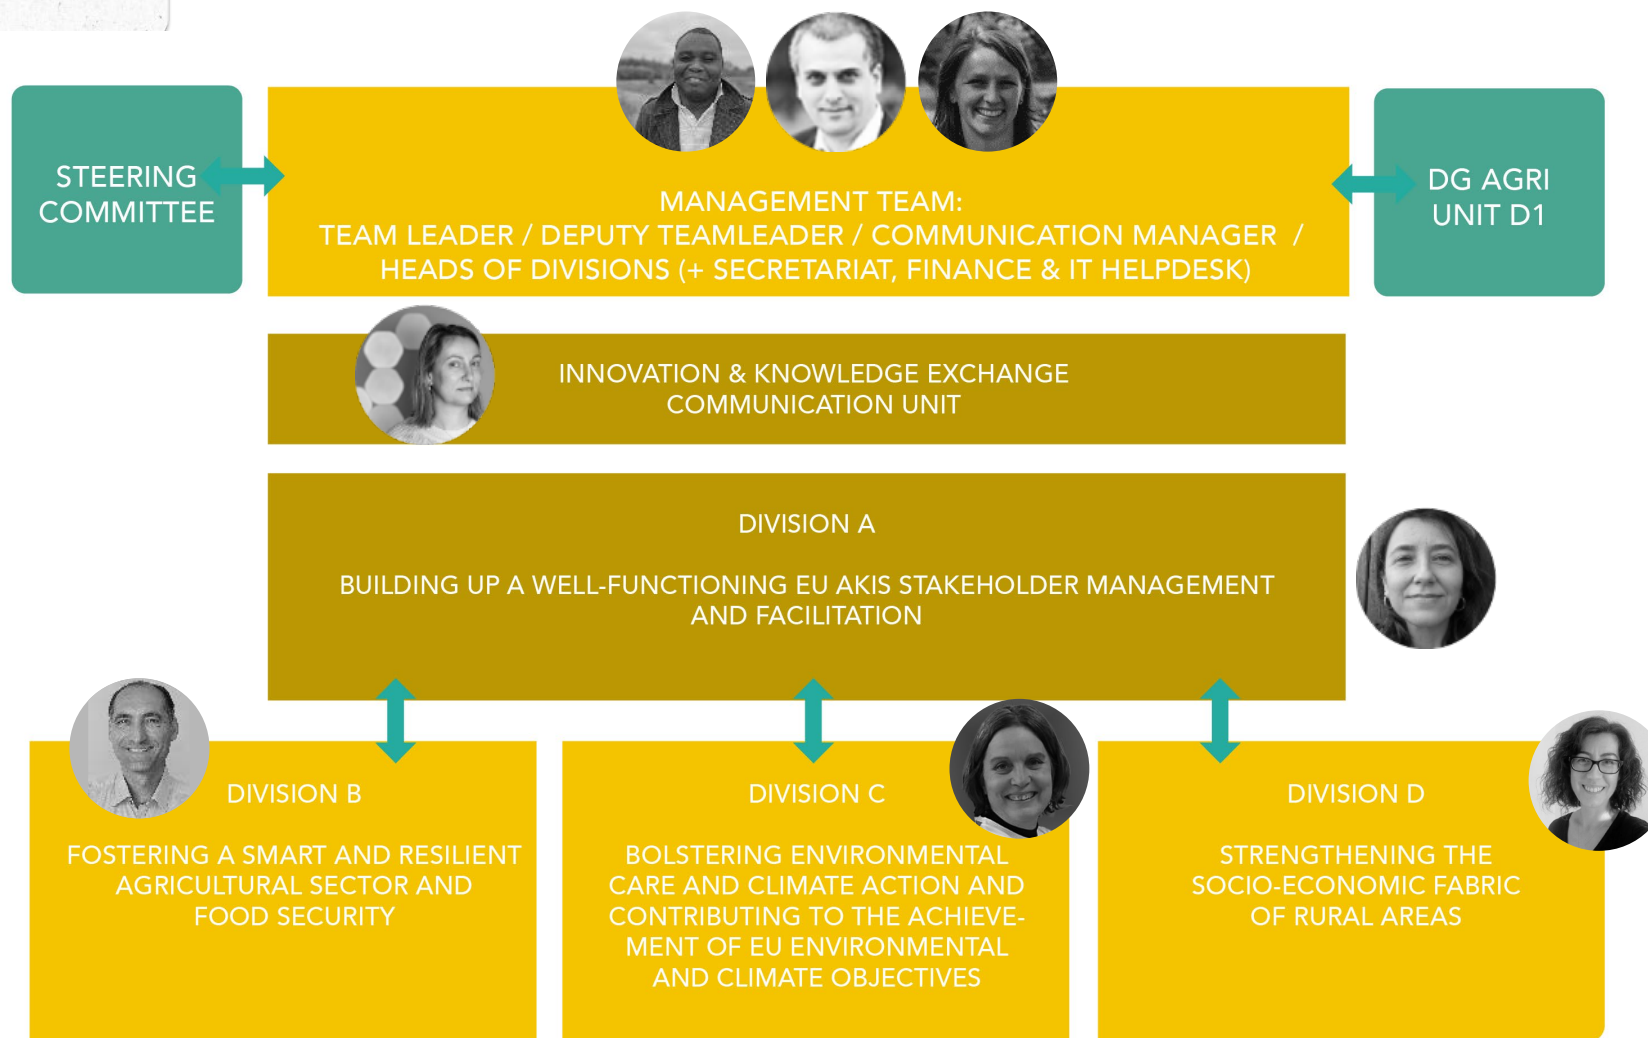 STEERING
COMMITTEE
MANAGEMENT TEAM:
TEAM LEADER / DEPUTY TEAMLEADER / COMMUNICATION MANAGER /
HEADS OF DIVISIONS (+ SECRETARIAT, FINANCE & IT HELPDESK)
DG AGRI
UNIT D1
INNOVATION & KNOWLEDGE EXCHANGE
COMMUNICATION UNIT
DIVISION A
BUILDING UP A WELL-FUNCTIONING EU AKIS STAKEHOLDER MANAGEMENT
AND FACILITATION
DIVISION B
FOSTERING A SMART AND RESILIENT
AGRICULTURAL SECTOR AND
FOOD SECURITY
DIVISION C
BOLSTERING ENVIRONMENTAL
CARE AND CLIMATE ACTION AND
CONTRIBUTING TO THE ACHIEVE-
MENT OF EU ENVIRONMENTAL
AND CLIMATE OBJECTIVES
DIVISION D
STRENGTHENING THE
SOCIO-ECONOMIC FABRIC
OF RURAL AREAS